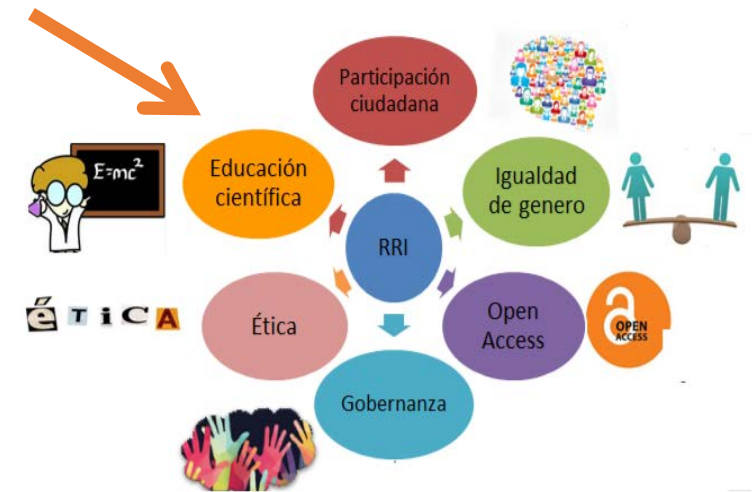 Participación
ciudadana
E=mc²
Educación
científica
Igualdad
de genero
RRI
éTiCA
Ética
Open
Access
OPEN
ACCESS
Gobernanza